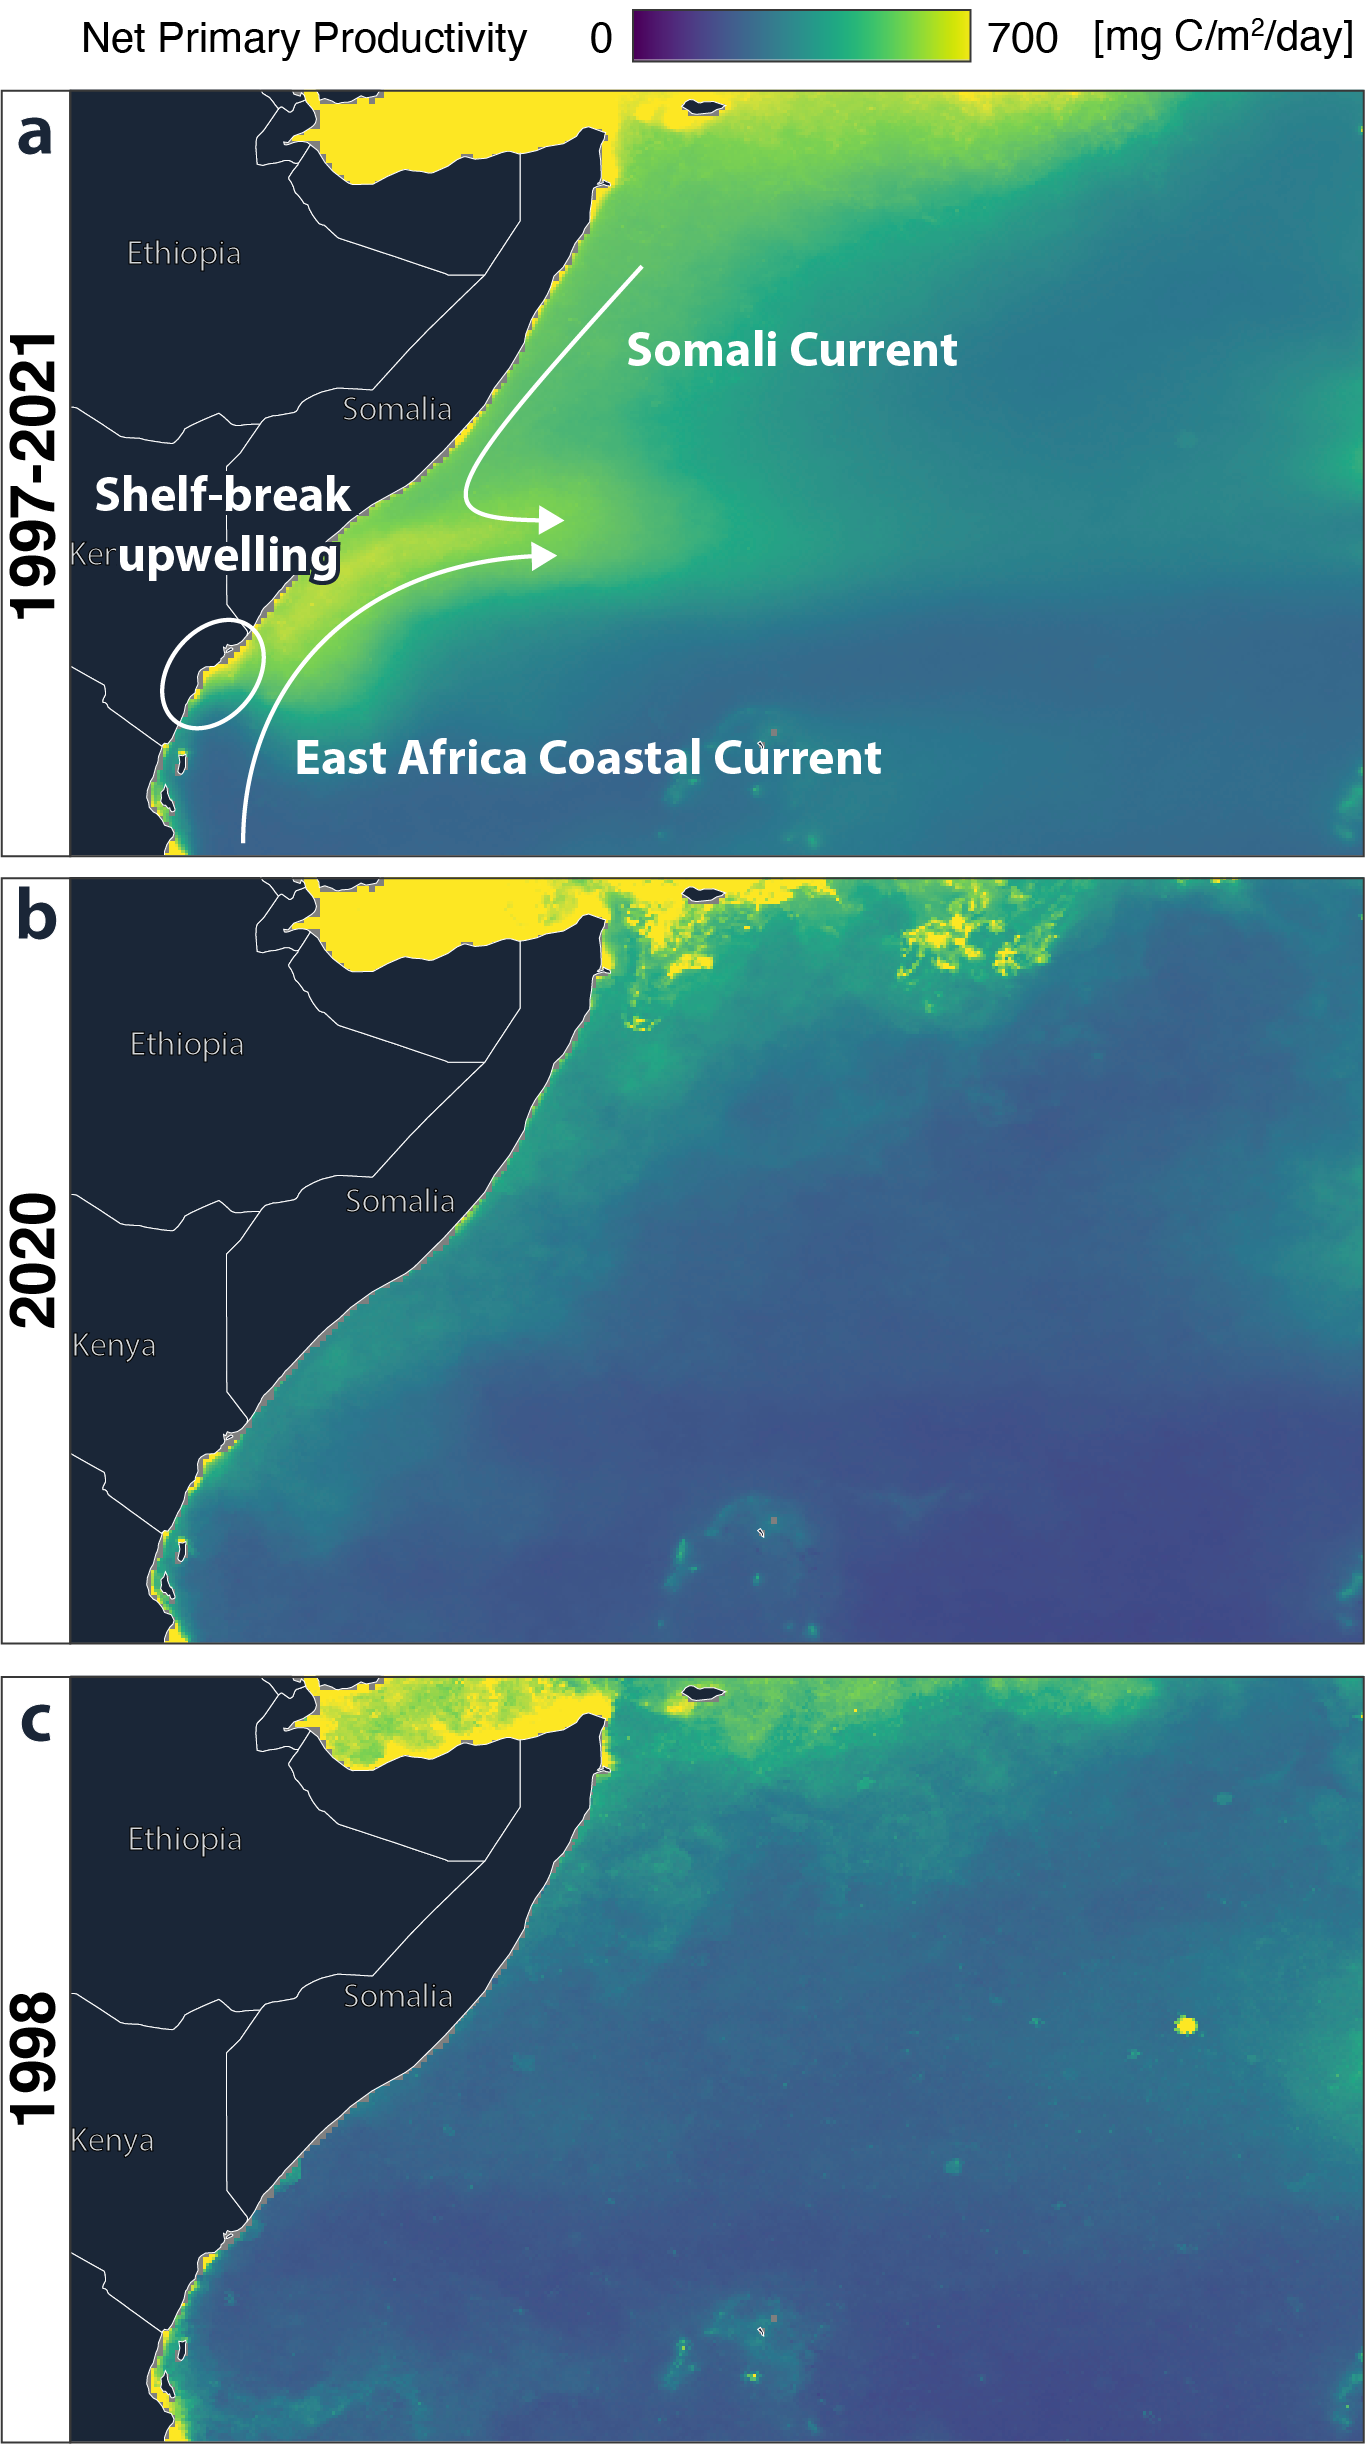 Net Primary Productivity 0 700 [mg C/m²/day]
a
1997-2021
Ethiopia
Somali Current
Somalia
Shelf-break
Ken upwelling
East Africa Coastal Current
b
2020
Ethiopia
Somalia
Kenya
c
1998
Ethiopia
Somalia
Kenya